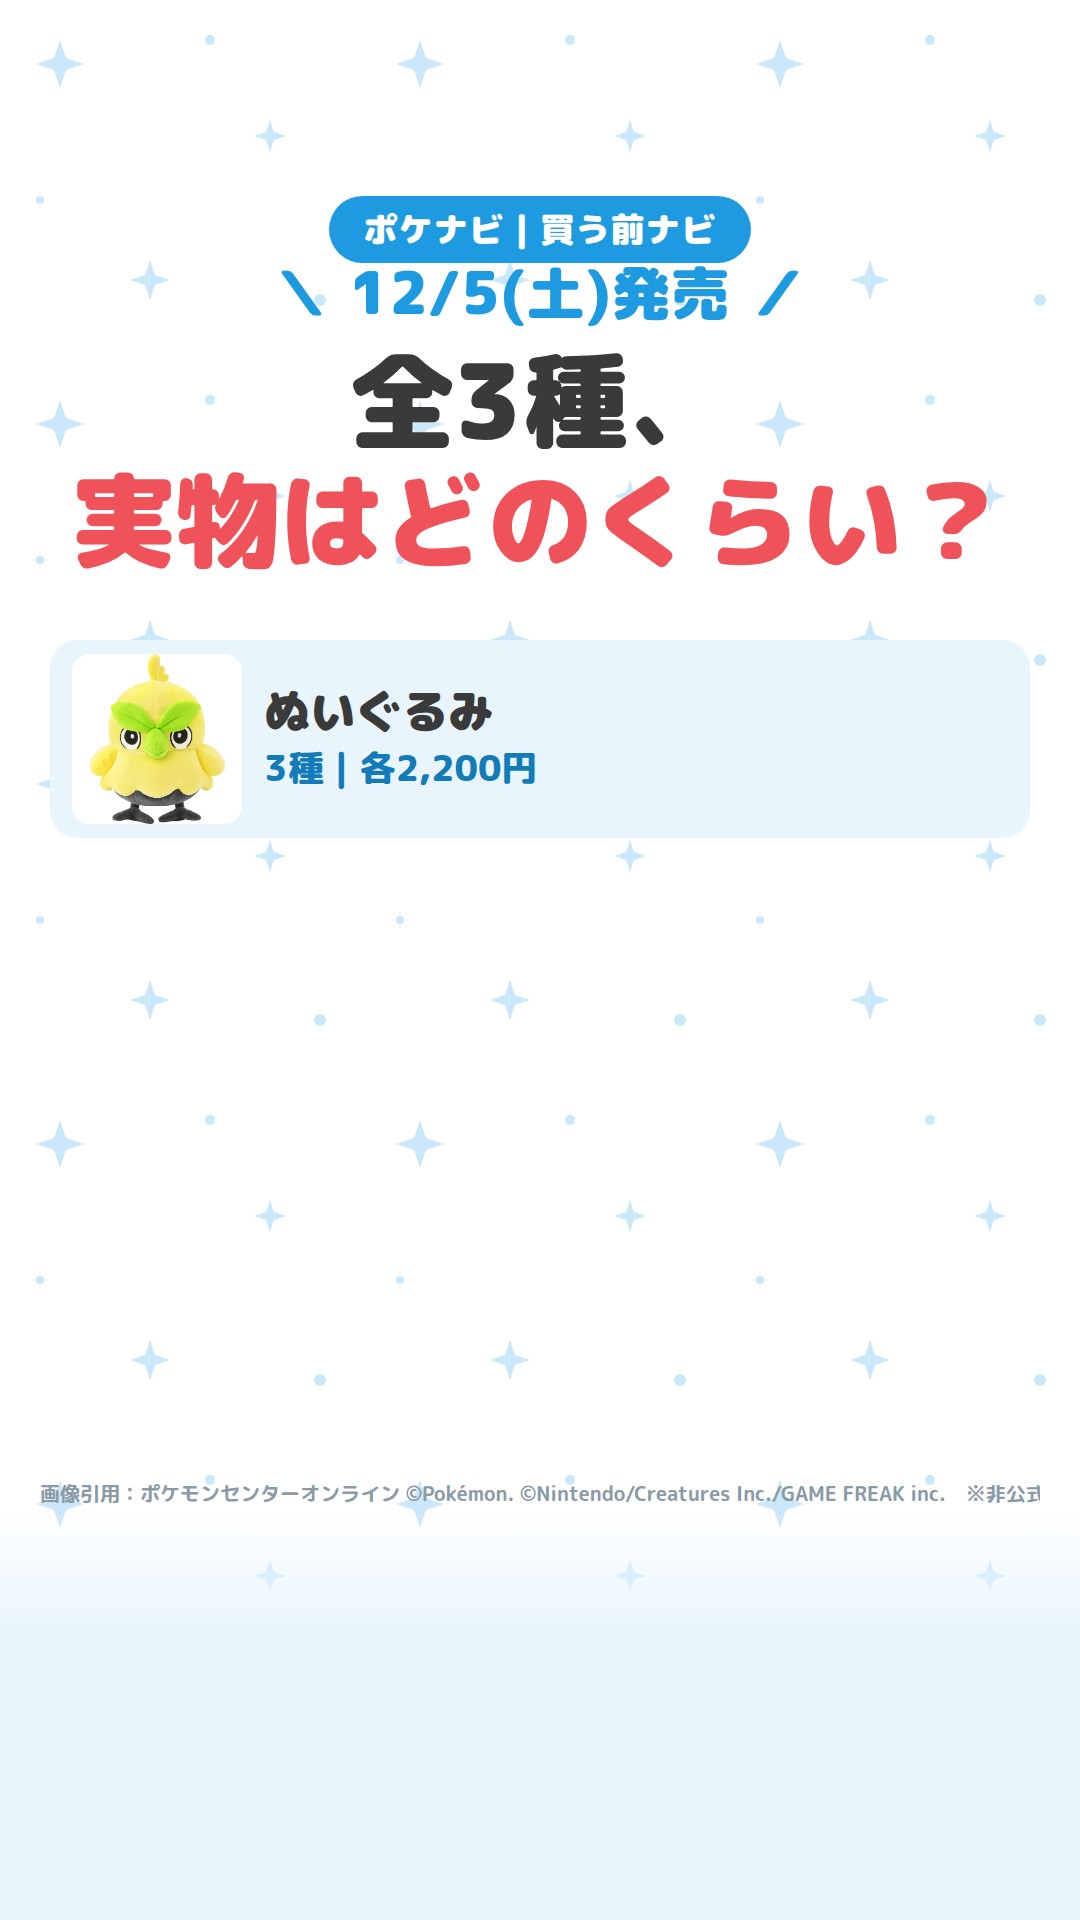 ポケナビ｜買う前ナビ
＼ 12/5(土)発売 ／
全3種、
実物はどのくらい？
ぬいぐるみ
3種｜各2,200円
画像引用：ポケモンセンターオンライン ©Pokémon. ©Nintendo/Creatures Inc./GAME FREAK inc.　※非公式